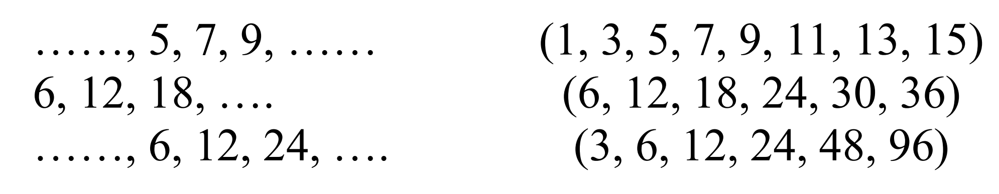 ……, 5, 7, 9, …… (1, 3, 5, 7, 9, 11, 13, 15)
6, 12, 18, …. (6, 12, 18, 24, 30, 36)
……, 6, 12, 24, …. (3, 6, 12, 24, 48, 96)